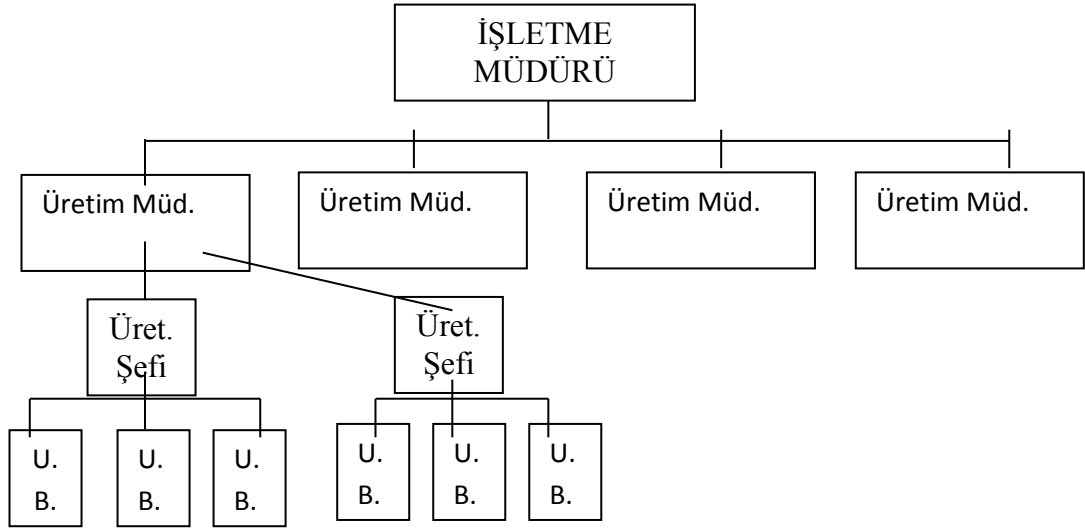 İŞLETME
MÜDÜRÜ
Üretim Müd.
Üretim Müd.
Üretim Müd.
Üretim Müd.
Üret.
Şefi
Üret.
Şefi
U.
B.
U.
B.
U.
B.
U.
B.
U.
B.
U.
B.